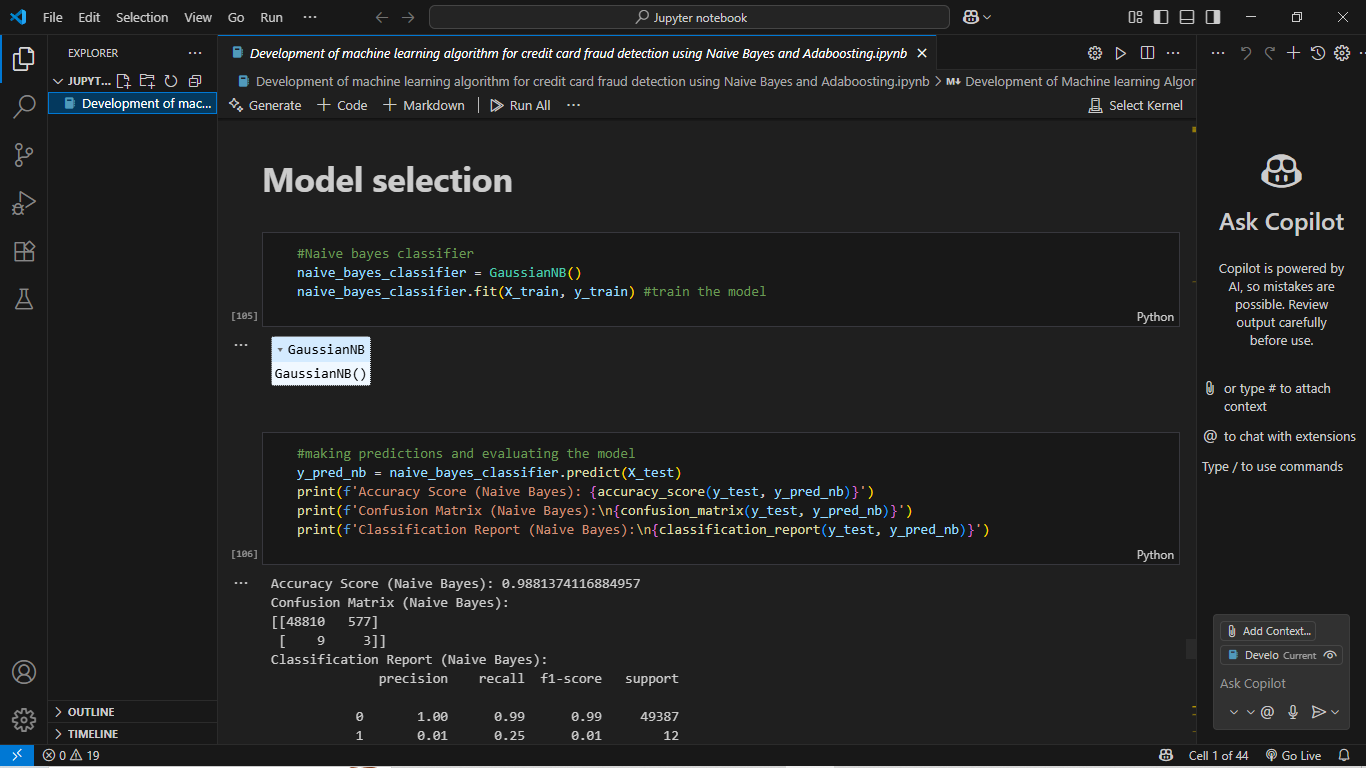 File Edit Selection View Go Run ··· Jupyter notebook
EXPLORER ···
JUPYT...
Development of mac...
OUTLINE
TIMELINE
Development of machine learning algorithm for credit card fraud detection using Naive Bayes and Adaboosting.ipynb
Development of machine learning algorithm for credit card fraud detection using Naive Bayes and Adaboosting.ipynb > M↓ Development of Machine learning Algor
Generate + Code + Markdown | Run All ··· Select Kernel
Model selection
#Naive bayes classifier
naive_bayes_classifier = GaussianNB()
naive_bayes_classifier.fit(X_train, y_train) #train the model
[105] Python
GaussianNB
GaussianNB()
#making predictions and evaluating the model
y_pred_nb = naive_bayes_classifier.predict(X_test)
print(f'Accuracy Score (Naive Bayes): {accuracy_score(y_test, y_pred_nb)}')
print(f'Confusion Matrix (Naive Bayes):\n{confusion_matrix(y_test, y_pred_nb)}')
print(f'Classification Report (Naive Bayes):\n{classification_report(y_test, y_pred_nb)}')
[106] Python
Accuracy Score (Naive Bayes): 0.9881374116884957
Confusion Matrix (Naive Bayes):
[[48810   577]
 [    9     3]]
Classification Report (Naive Bayes):
precision recall f1-score support
0 1.00 0.99 0.99 49387
1 0.01 0.25 0.01 12
Ask Copilot
Copilot is powered by
AI, so mistakes are
possible. Review
output carefully
before use.
or type # to attach
context
@ to chat with extensions
Type / to use commands
Add Context...
Develo Current
Ask Copilot
@
0 19 Cell 1 of 44 Go Live